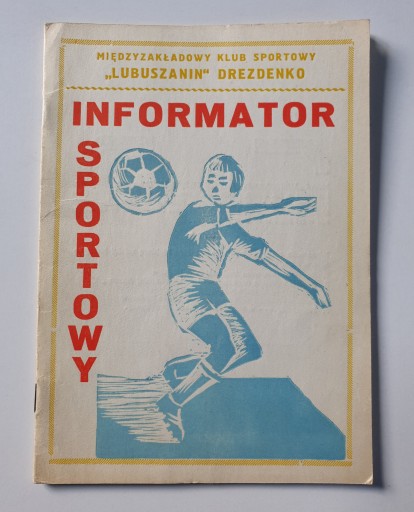 MIĘDZYZAKŁADOWY KLUB SPORTOWY
„LUBUSZANIN" DREZDENKO
INFORMATOR
SPORTOWY